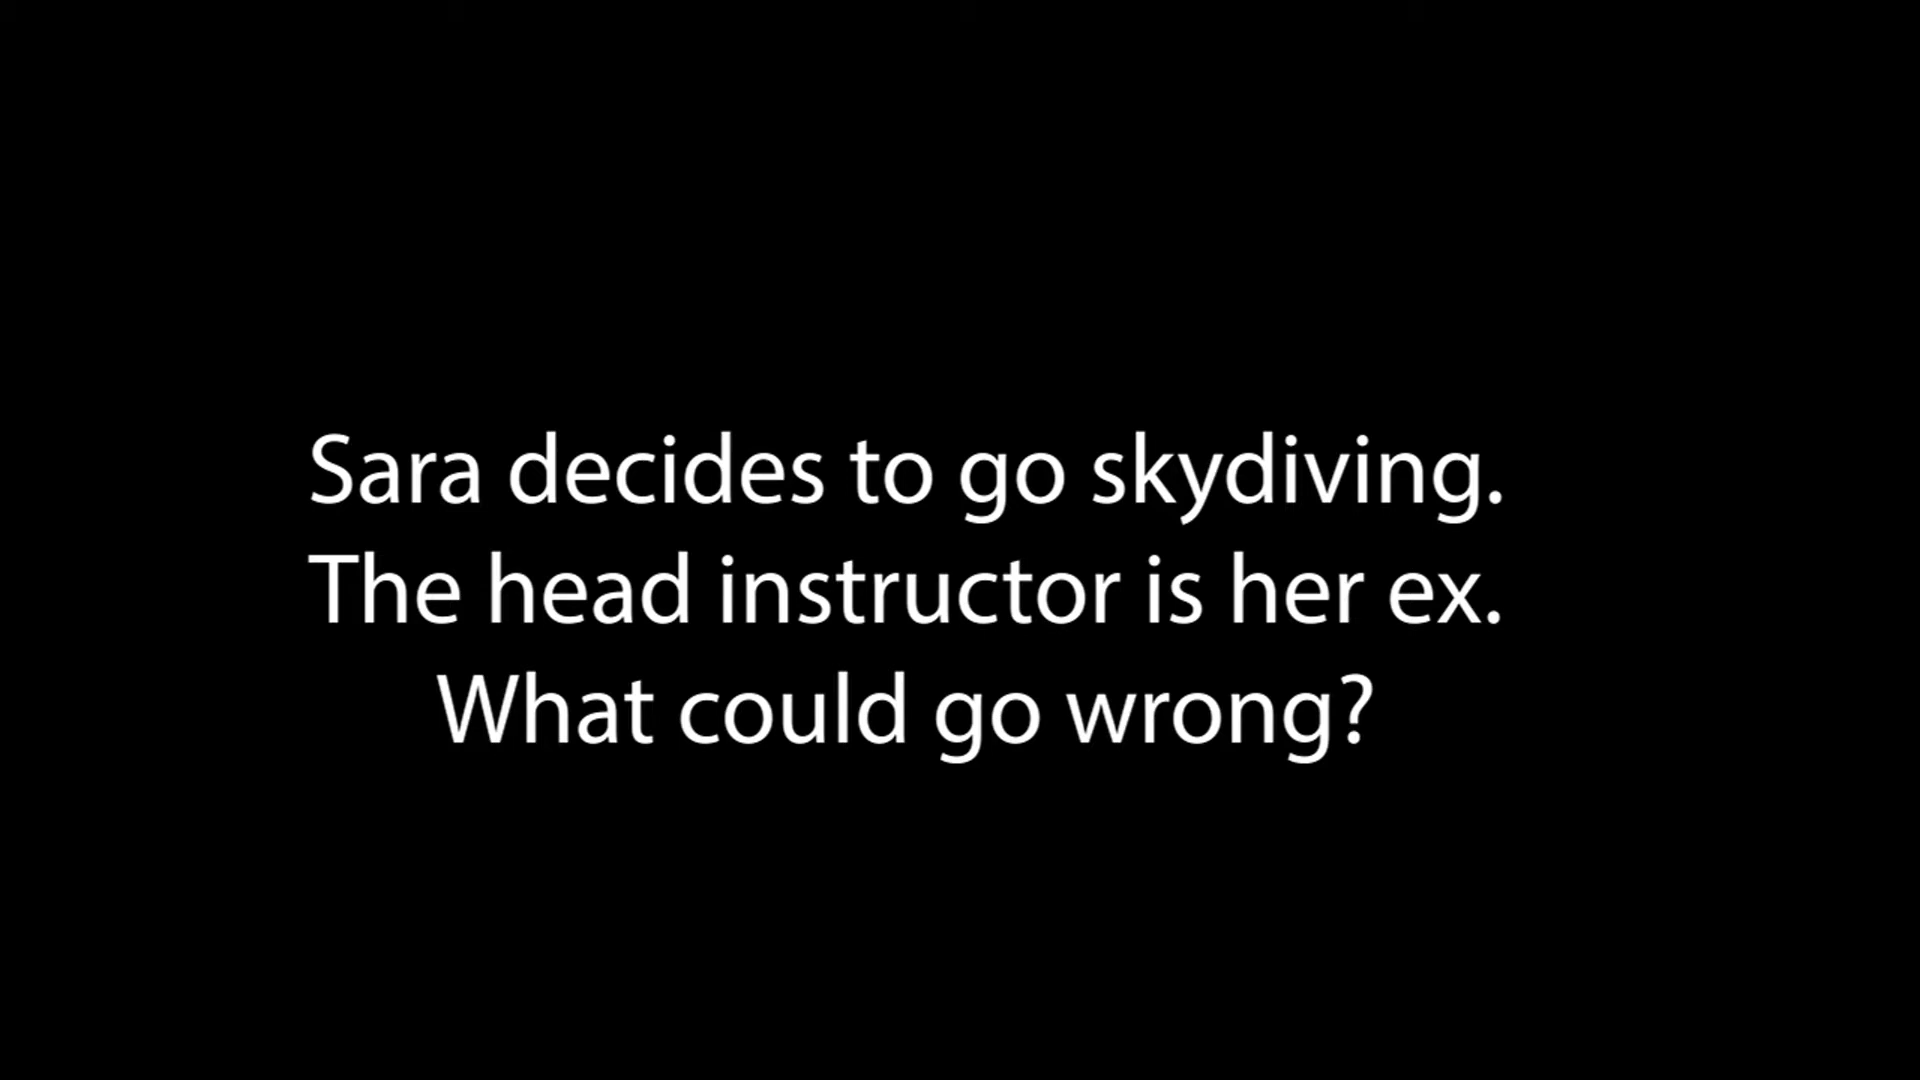 Sara decides to go skydiving.
The head instructor is her ex.
What could go wrong?